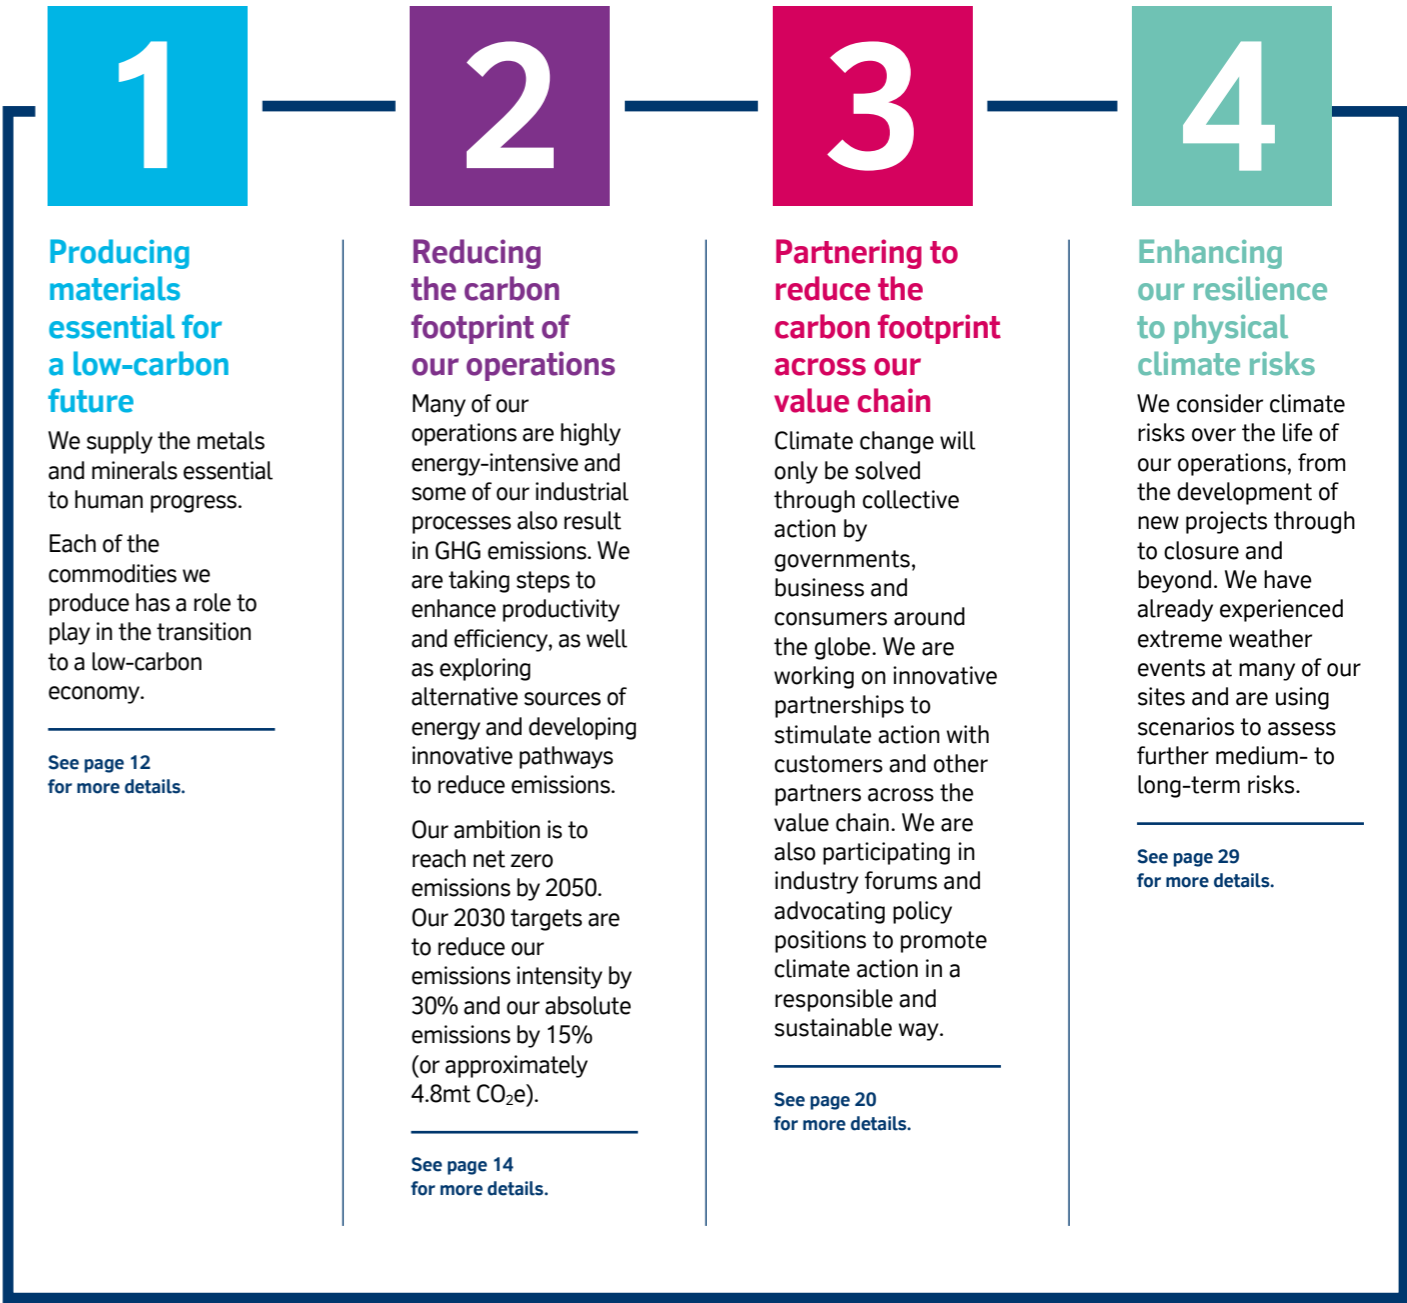 1
Producing
materials
essential for
a low-carbon
future
We supply the metals
and minerals essential
to human progress.
Each of the
commodities we
produce has a role to
play in the transition
to a low-carbon
economy.
See page 12
for more details.
2
Reducing
the carbon
footprint of
our operations
Many of our
operations are highly
energy-intensive and
some of our industrial
processes also result
in GHG emissions. We
are taking steps to
enhance productivity
and efficiency, as well
as exploring
alternative sources of
energy and developing
innovative pathways
to reduce emissions.
Our ambition is to
reach net zero
emissions by 2050.
Our 2030 targets are
to reduce our
emissions intensity by
30% and our absolute
emissions by 15%
(or approximately
4.8mt CO₂e).
See page 14
for more details.
3
Partnering to
reduce the
carbon footprint
across our
value chain
Climate change will
only be solved
through collective
action by
governments,
business and
consumers around
the globe. We are
working on innovative
partnerships to
stimulate action with
customers and other
partners across the
value chain. We are
also participating in
industry forums and
advocating policy
positions to promote
climate action in a
responsible and
sustainable way.
See page 20
for more details.
4
Enhancing
our resilience
to physical
climate risks
We consider climate
risks over the life of
our operations, from
the development of
new projects through
to closure and
beyond. We have
already experienced
extreme weather
events at many of our
sites and are using
scenarios to assess
further medium- to
long-term risks.
See page 29
for more details.